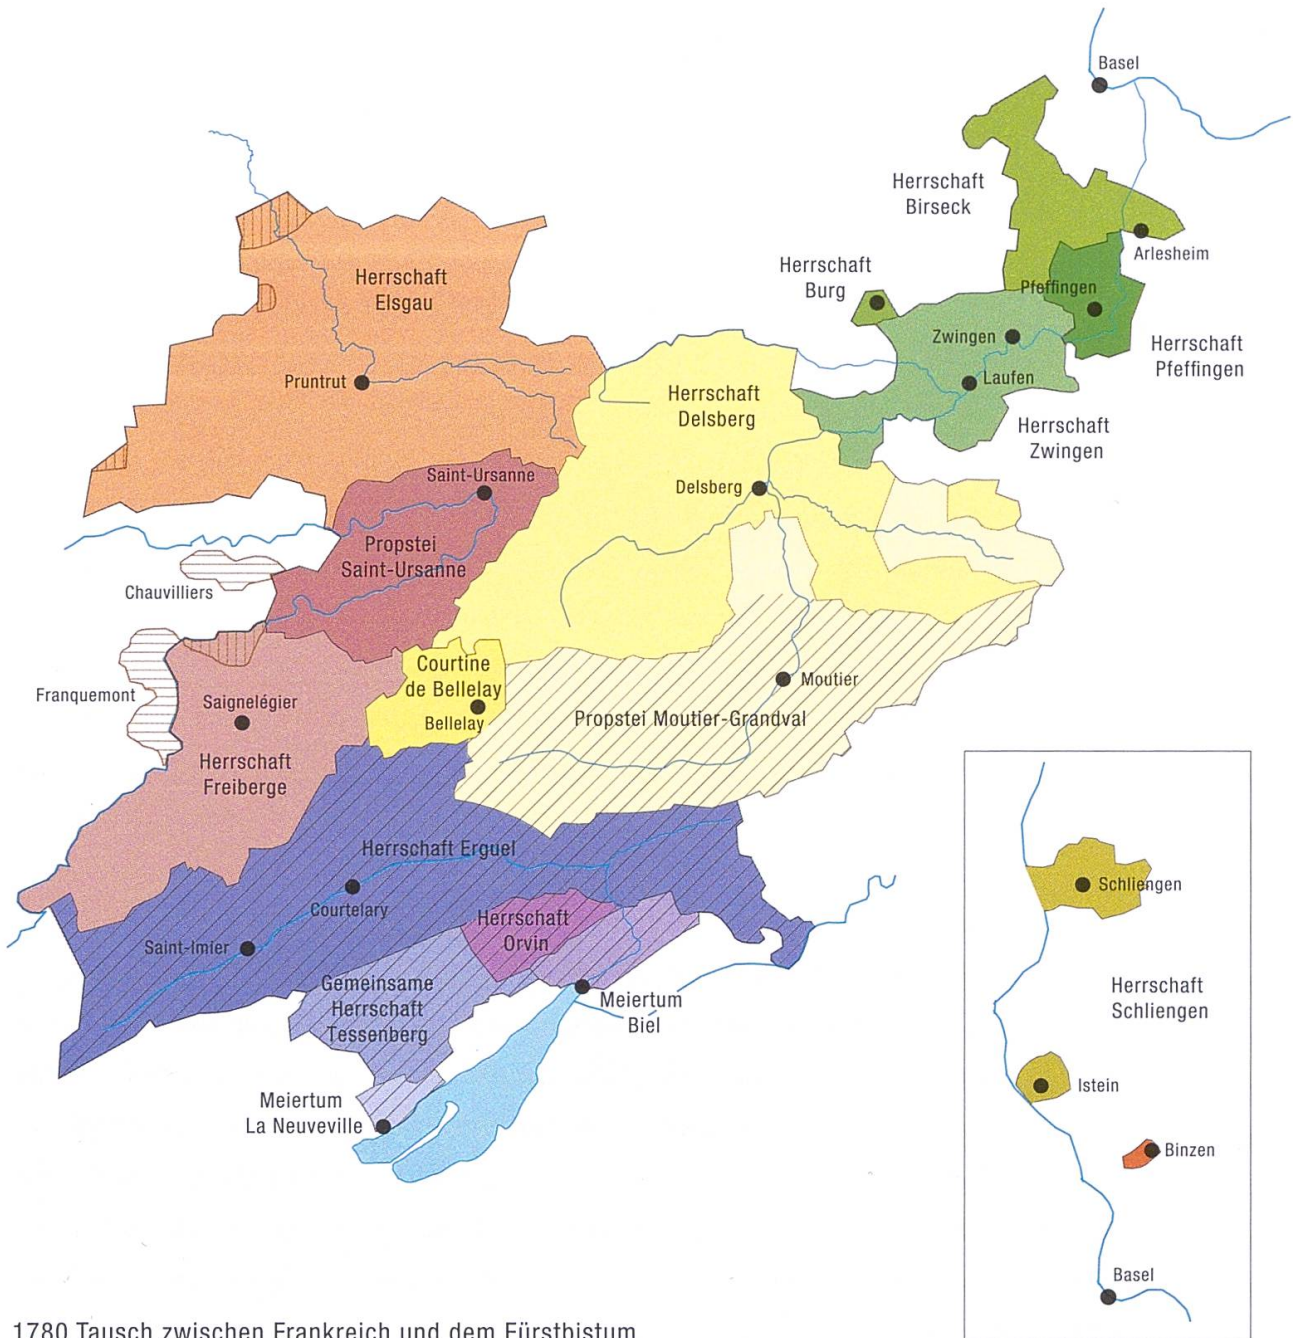 Basel
Herrschaft
Birseck
Arlesheim
Herrschaft
Burg
Pfeffingen
Herrschaft
Elsgau
Zwingen
Herrschaft
Pfeffingen
Pruntrut
Laufen
Herrschaft
Delsberg
Herrschaft
Zwingen
Saint-Ursanne
Delsberg
Propstei
Saint-Ursanne
Chauvilliers
Courtine
de Bellelay
Moutier
Franquemont
Saignelégier
Bellelay
Propstei Moutier-Grandval
Herrschaft
Freiberge
Herrschaft Erguel
Courtelary
Schliengen
Herrschaft
Orvin
Saint-Imier
Gemeinsame
Herrschaft
Tessenberg
Meiertum
Biel
Herrschaft
Schliengen
Meiertum
La Neuveville
Istein
Binzen
Basel
1780 Tausch zwischen Frankreich und dem Fürstbistum